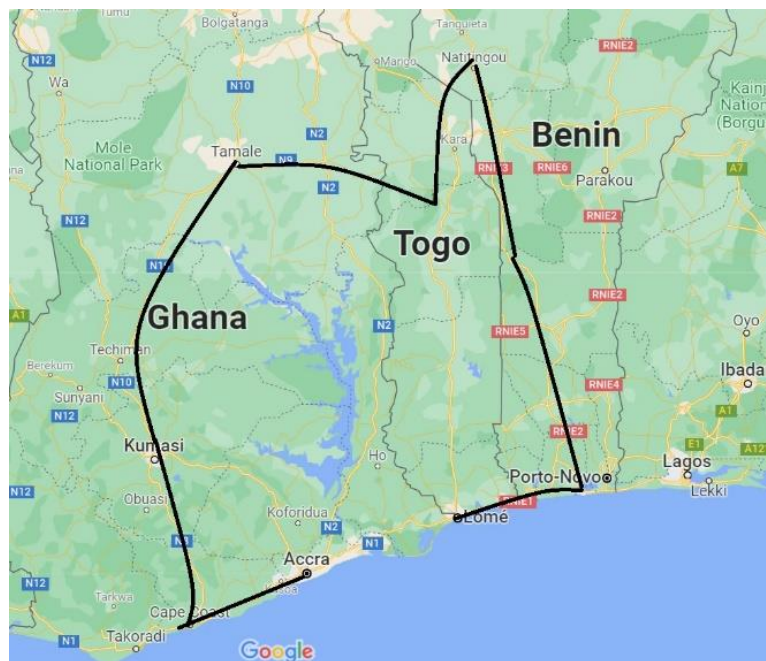 Tumu
Bolgatanga
Tanguieta
N12
Natitingou
RNIE2
Wa
Mango
N10
Kainj
Nation
(Borgu
N2
Mole
National Park
Tamale
Kara
Benin
N9
RNIE3
RNIE6
A7
N2
Parakou
N12
RNIE2
Togo
N10
RNIE2
Ghana
A1
N2
RNIE5
Oyo
Techiman
Berekum
N10
Ibada
Sunyani
RNIE4
N12
A1
RNIE2
Kumasi
E1
A12
Ho
Porto-Novo
Lagos
N12
Obuasi
RNIE1
Lekki
Koforidua
Lomé
N2
N1
Accra
N12
Tarkwa
Cape Coast
N1
Takoradi
Google